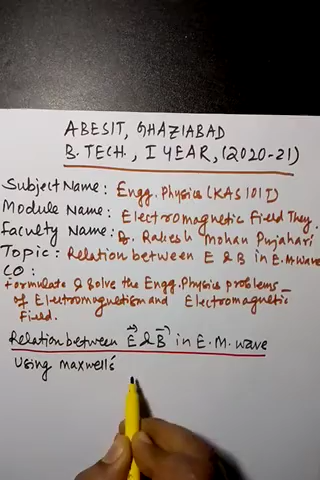 ABESIT, GHAZIABAD
B. TECH., I YEAR, (2020-21)
Subject Name: Engg. Physics (KAS 101T)
Module Name: Electromagnetic Field They.
Faculty Name: Dr. Rakesh Mohan Pujahari
Topic: Relation between E & B in E.M.Wave
CO:
Formulate & Solve the Engg. Physics problems
of Electromagnetism and Electromagnetic
Field.
Relation between E & B in E.M. wave
Using maxwell's